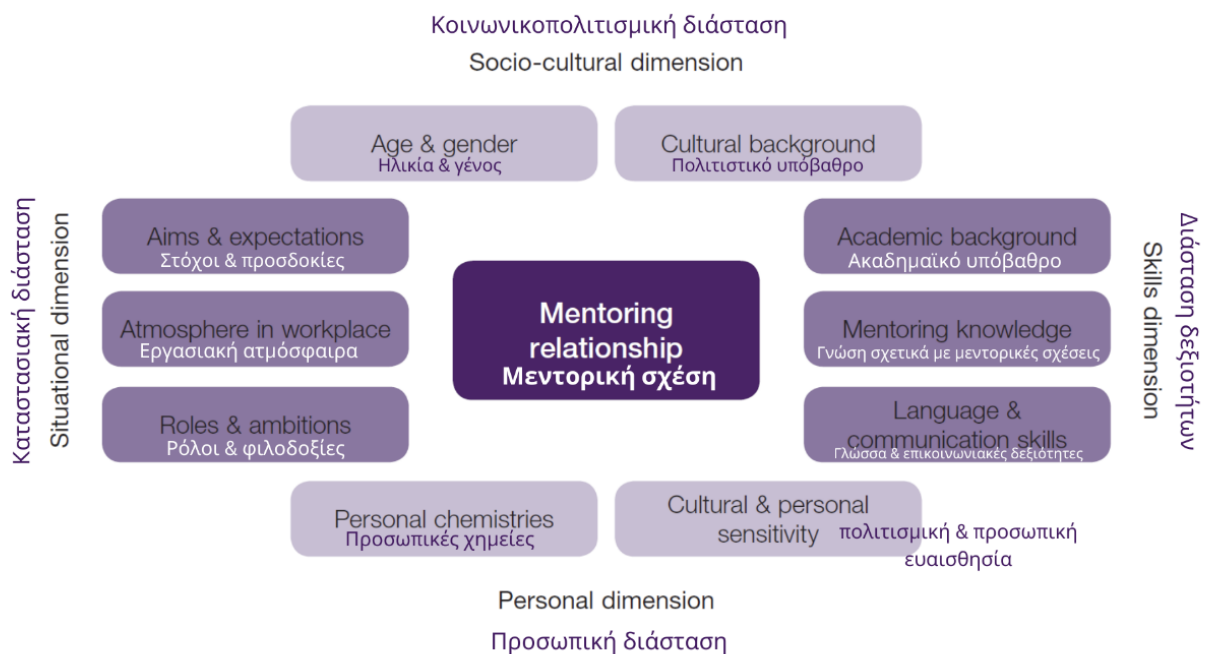 Κοινωνικοπολιτισμική διάσταση
Socio-cultural dimension
Age & gender
Ηλικία & γένος
Cultural background
Πολιτιστικό υπόβαθρο
Καταστασιακή διάσταση
Situational dimension
Aims & expectations
Στόχοι & προσδοκίες
Atmosphere in workplace
Εργασιακή ατμόσφαιρα
Roles & ambitions
Ρόλοι & φιλοδοξίες
Mentoring
relationship
Μεντορική σχέση
Academic background
Ακαδημαϊκό υπόβαθρο
Mentoring knowledge
Γνώση σχετικά με μεντορικές σχέσεις
Language &
communication skills
Γλώσσα & επικοινωνιακές δεξιότητες
Skills dimension
Διάσταση δεξιοτήτων
Personal chemistries
Προσωπικές χημείες
Cultural & personal
sensitivity
πολιτισμική & προσωπική
ευαισθησία
Personal dimension
Προσωπική διάσταση